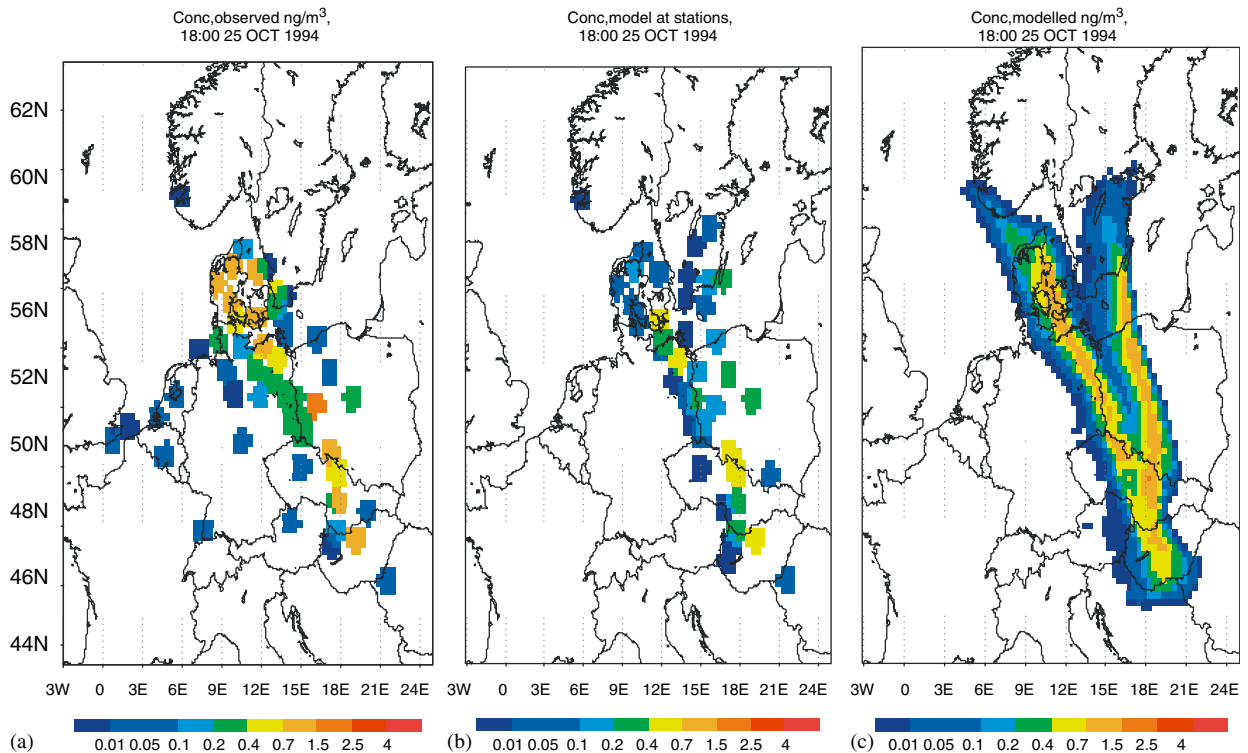 Conc,observed ng/m³,
18:00 25 OCT 1994
Conc,model at stations,
18:00 25 OCT 1994
Conc,modelled ng/m³,
18:00 25 OCT 1994
62N
60N
58N
56N
54N
52N
50N
48N
46N
44N
3W 0 3E 6E 9E 12E 15E 18E 21E 24E
3W 0 3E 6E 9E 12E 15E 18E 21E 24E
3W 0 3E 6E 9E 12E 15E 18E 21E 24E
(a) 0.01 0.05 0.1 0.2 0.4 0.7 1.5 2.5 4
(b) 0.01 0.05 0.1 0.2 0.4 0.7 1.5 2.5 4
(c) 0.01 0.05 0.1 0.2 0.4 0.7 1.5 2.5 4